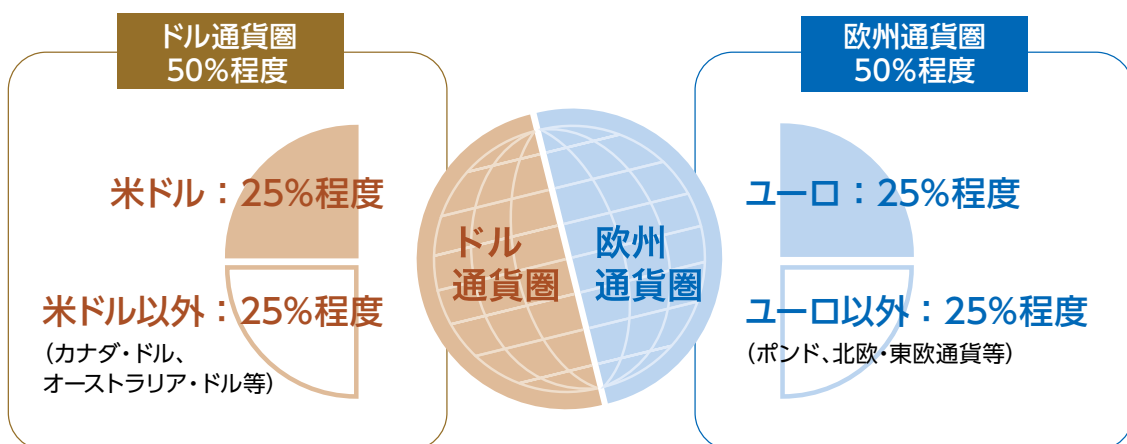 ドル通貨圏
50%程度
米ドル：25%程度
米ドル以外：25%程度
（カナダ・ドル、
オーストラリア・ドル等）
ドル
通貨圏
欧州
通貨圏
欧州通貨圏
50%程度
ユーロ：25%程度
ユーロ以外：25%程度
（ポンド、北欧・東欧通貨等）